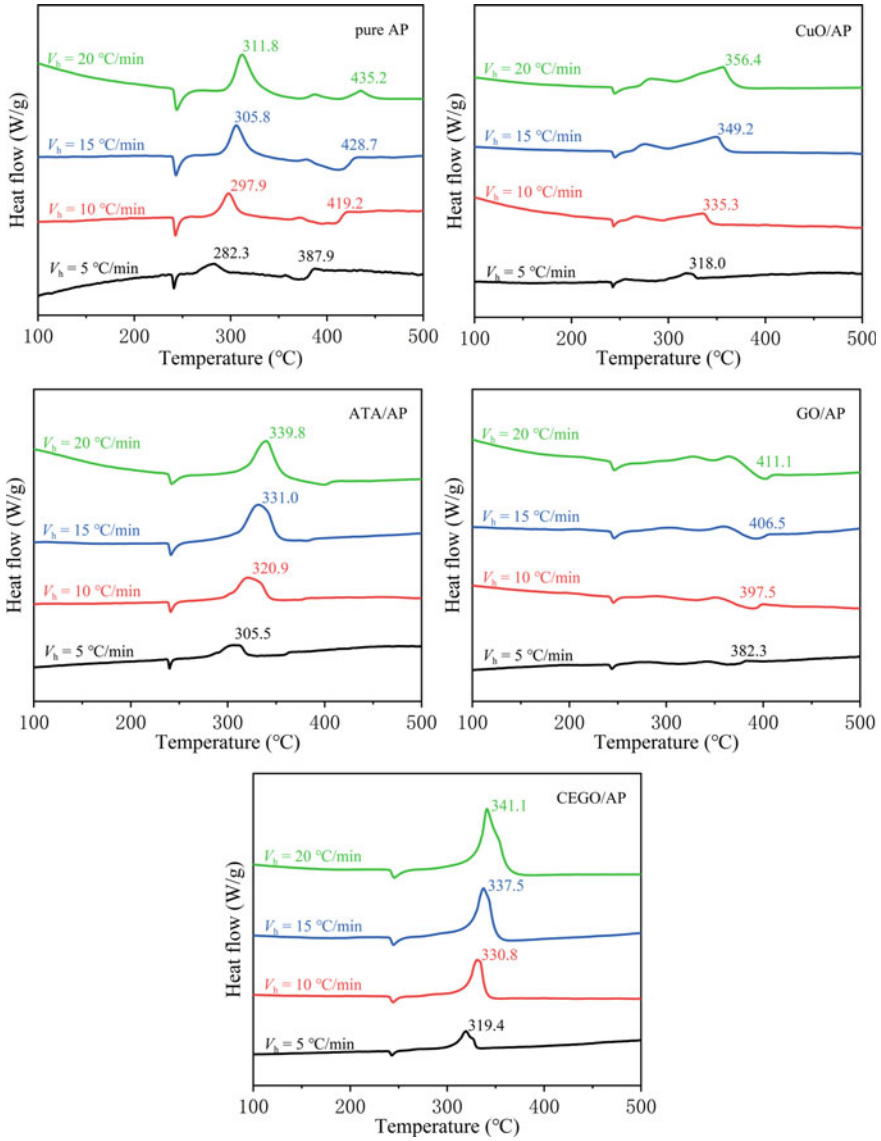 pure AP
Vh = 20 ℃/min
311.8
435.2
Vh = 15 ℃/min
305.8
428.7
Vh = 10 ℃/min
297.9
419.2
Vh = 5 ℃/min
282.3
387.9
Heat flow (W/g)
100 200 300 400 500
Temperature (℃)
CuO/AP
Vh = 20 ℃/min
356.4
Vh = 15 ℃/min
349.2
Vh = 10 ℃/min
335.3
Vh = 5 ℃/min
318.0
Heat flow (W/g)
100 200 300 400 500
Temperature (℃)
ATA/AP
Vh = 20 ℃/min
339.8
Vh = 15 ℃/min
331.0
Vh = 10 ℃/min
320.9
Vh = 5 ℃/min
305.5
Heat flow (W/g)
100 200 300 400 500
Temperature (℃)
GO/AP
Vh = 20 ℃/min
411.1
Vh = 15 ℃/min
406.5
Vh = 10 ℃/min
397.5
Vh = 5 ℃/min
382.3
Heat flow (W/g)
100 200 300 400 500
Temperature (℃)
CEGO/AP
Vh = 20 ℃/min
341.1
Vh = 15 ℃/min
337.5
Vh = 10 ℃/min
330.8
Vh = 5 ℃/min
319.4
Heat flow (W/g)
100 200 300 400 500
Temperature (℃)